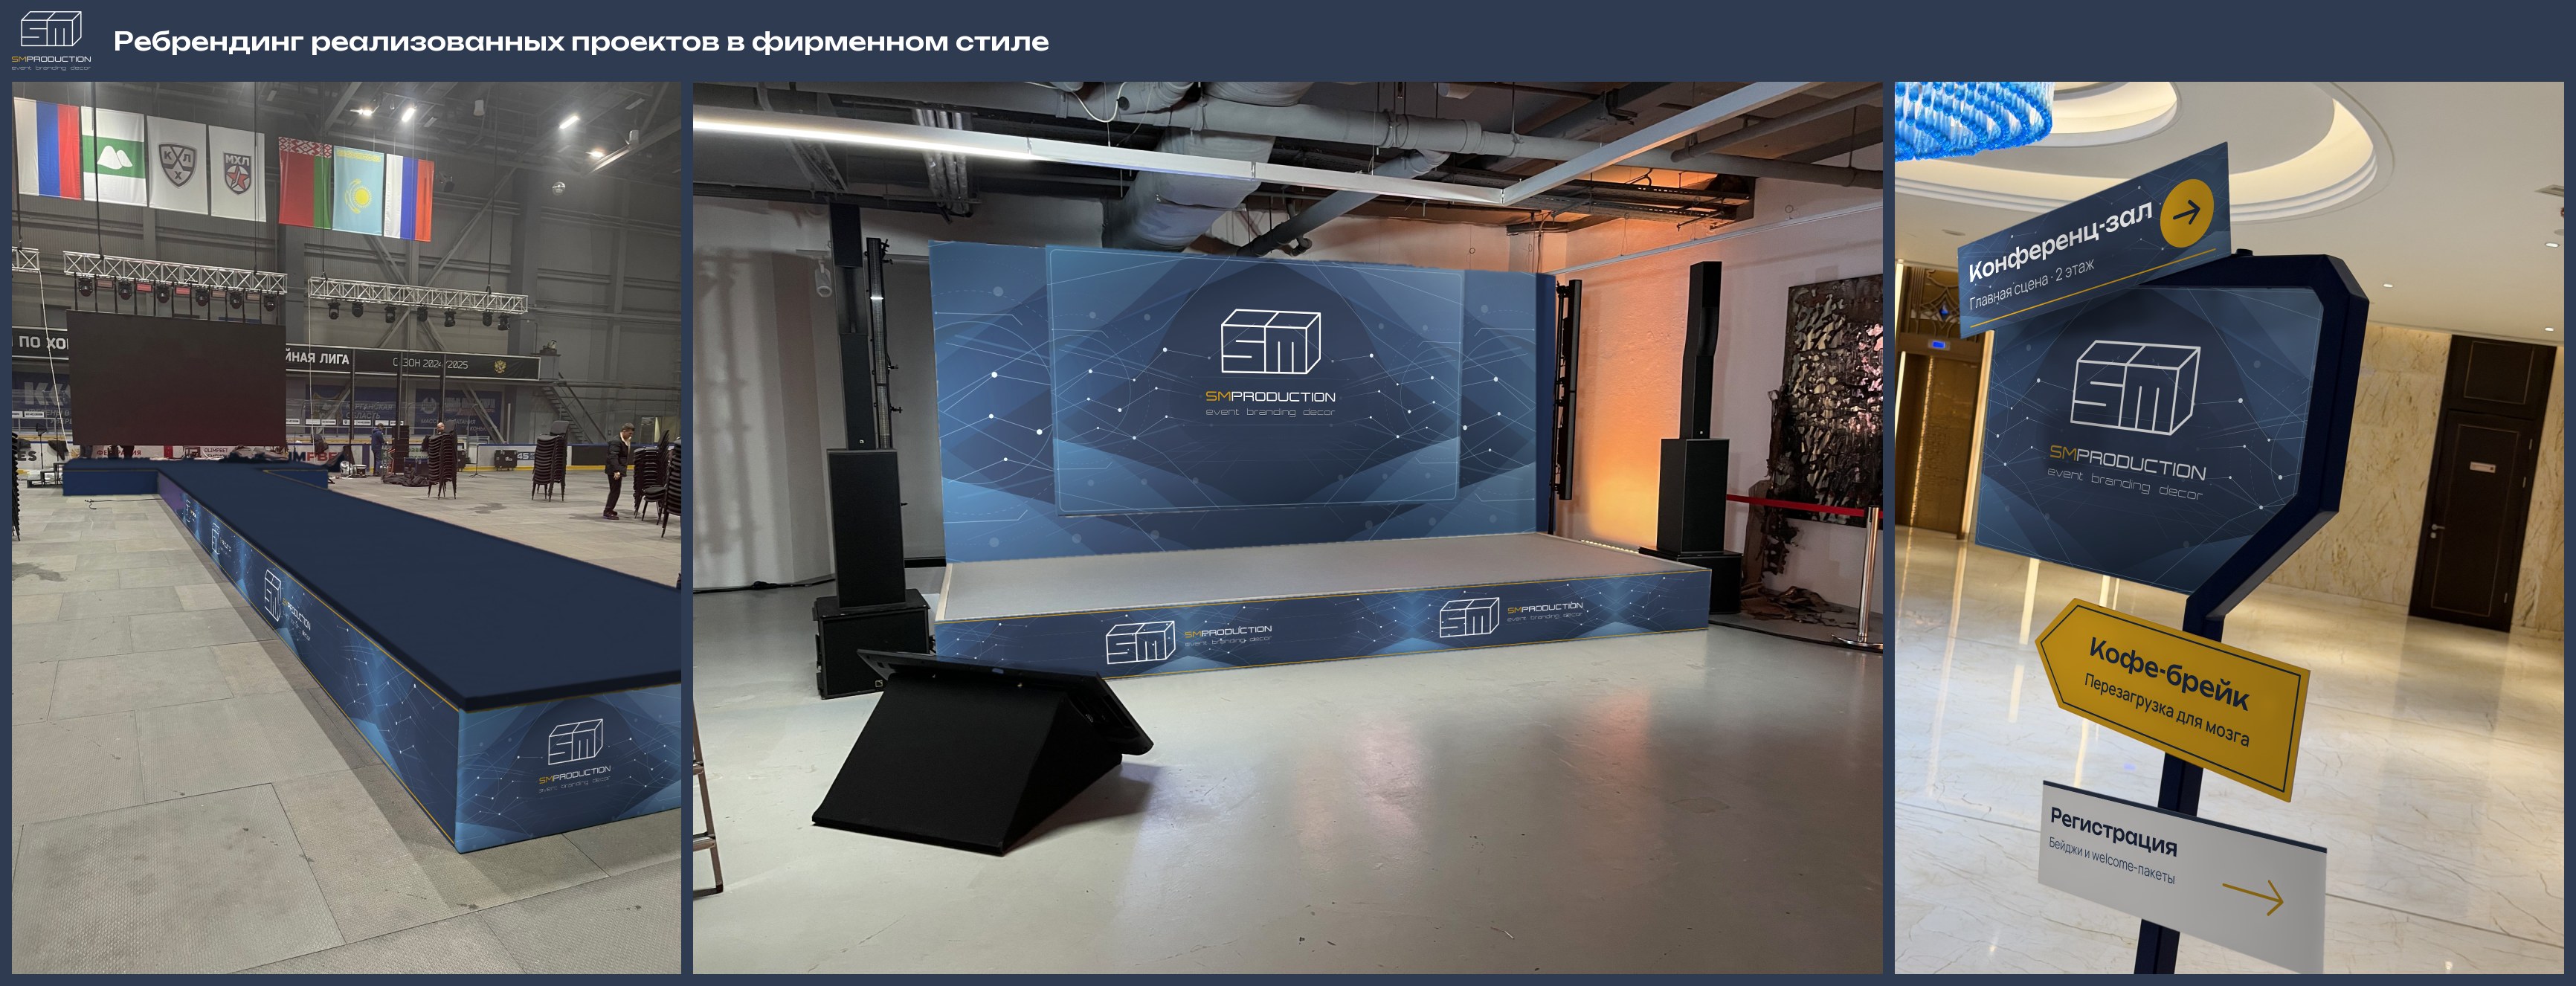 SM
SMPRODUCTION
event branding decor
Ребрендинг реализованных проектов в фирменном стиле
КХЛ
МХЛ
ПО ХО
ЙНАЯ ЛИГА
СЕЗОН 2024/2025
SM
SMPRODUCTION
event branding decor
SM
SMPRODUCTION
event branding decor
SM
SMPRODUCTION
event branding decor
SM
SMPRODUCTION
event branding decor
Конференц-зал
Главная сцена · 2 этаж
SM
SMPRODUCTION
event branding decor
Кофе-брейк
Перезагрузка для мозга
Регистрация
Бейджи и welcome-пакеты